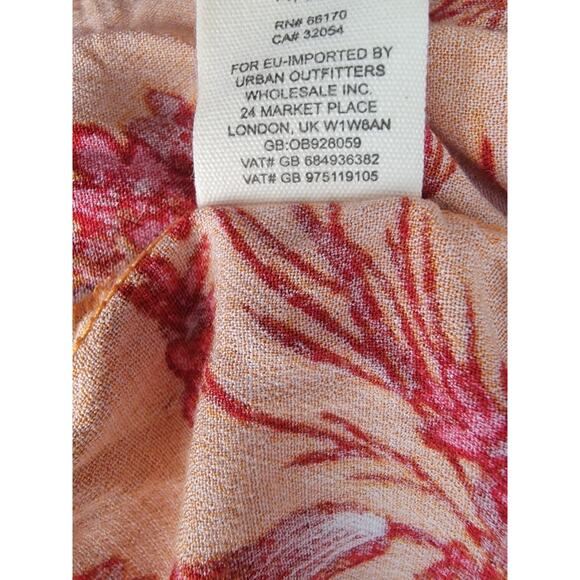 RN# 66170
CA# 32054
FOR EU-IMPORTED BY
URBAN OUTFITTERS
WHOLESALE INC.
24 MARKET PLACE
LONDON, UK W1W8AN
GB:OB928059
VAT# GB 684936382
VAT# GB 975119105